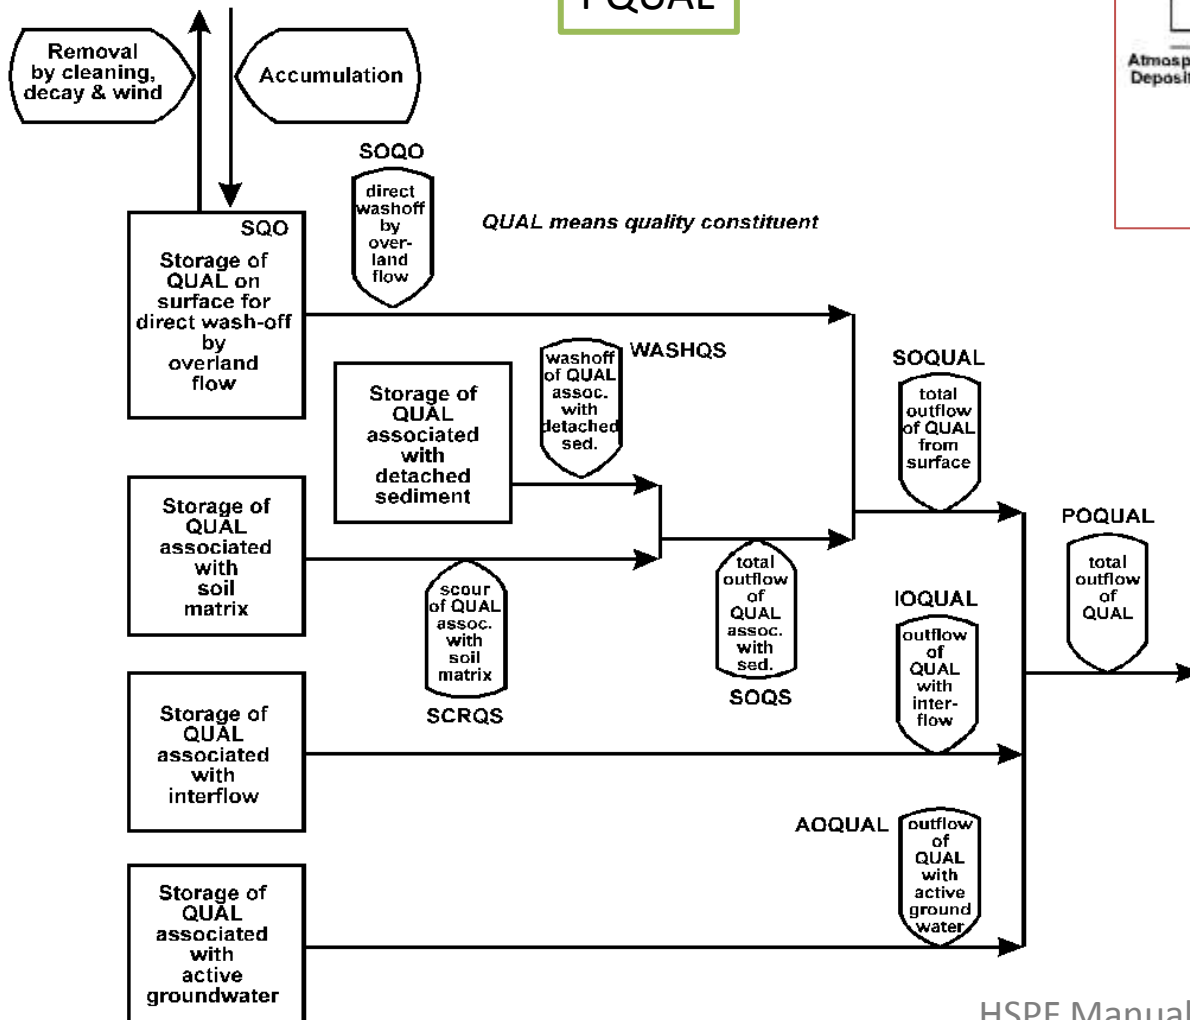 PQUAL
Removal
by cleaning,
decay & wind
Accumulation
SOQO
direct
washoff
by
over-
land
flow
QUAL means quality constituent
SQO
Storage of
QUAL on
surface for
direct wash-off
by
overland
flow
Storage of
QUAL
associated
with
detached
sediment
washoff
of QUAL
assoc.
with
detached
sed.
WASHQS
SOQUAL
total
outflow
of QUAL
from
surface
Storage of
QUAL
associated
with
soil
matrix
scour
of QUAL
assoc.
with
soil
matrix
SCRQS
total
outflow
of
QUAL
assoc.
with
sed.
SOQS
POQUAL
total
outflow
of
QUAL
IOQUAL
outflow
of
QUAL
with
inter-
flow
Storage of
QUAL
associated
with
interflow
AOQUAL
outflow
of
QUAL
with
active
ground
water
Storage of
QUAL
associated
with
active
groundwater
HSPF Manual